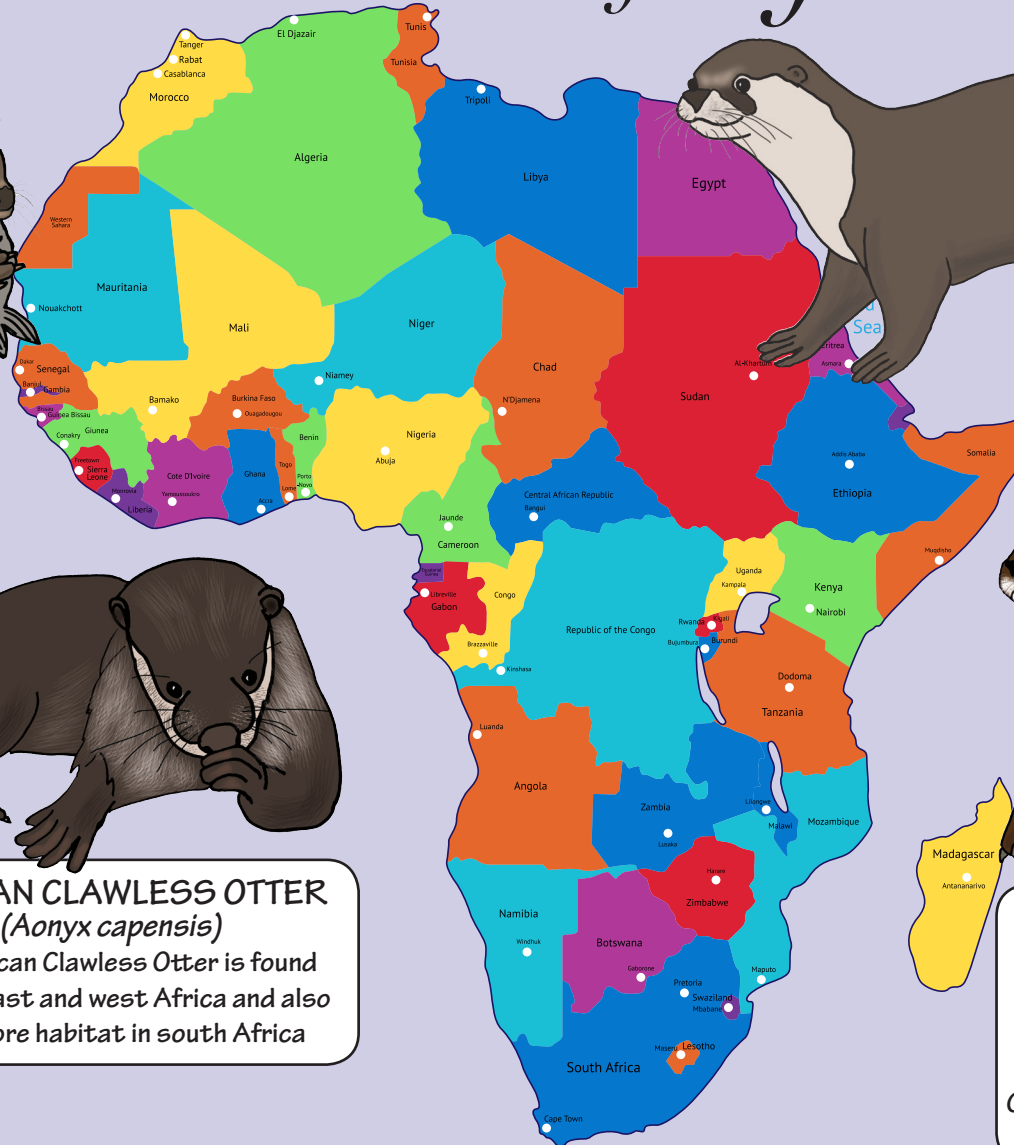 Tunis
El Djazair
Tanger
Rabat
Casablanca
Tunisia
Morocco
Tripoli
Algeria
Libya
Egypt
Western
Sahara
Mauritania
Nouakchott
Mali
Niger
Sea
Eritrea
Asmara
Dakar
Senegal
Banjul
Gambia
Niamey
Chad
Al-Khartoum
Sudan
Bissau
Guinea Bissau
Bamako
Burkina Faso
Ouagadougou
N'Djamena
Giunea
Conakry
Benin
Nigeria
Abuja
Addis Ababa
Somalia
Freetown
Sierra
Leone
Cote D'Ivoire
Yamoussoukro
Ghana
Togo
Porto
-Novo
Lome
Accra
Monrovia
Liberia
Central African Republic
Bangui
Ethiopia
Jaunde
Cameroon
Muqdisho
Equatorial
Guinea
Uganda
Kampala
Kenya
Nairobi
Libreville
Gabon
Congo
Republic of the Congo
Rwanda
Kigali
Bujumbura
Burundi
Brazzaville
Kinshasa
Dodoma
Tanzania
Luanda
Angola
Zambia
Lusaka
Lilongwe
Malawi
Mozambique
Madagascar
Antananarivo
Harare
Zimbabwe
Namibia
Windhuk
Botswana
Gaborone
Maputo
Pretoria
Swaziland
Mbabane
Maseru
Lesotho
South Africa
Cape Town
AN CLAWLESS OTTER
(Aonyx capensis)
can Clawless Otter is found
ast and west Africa and also
ore habitat in south Africa